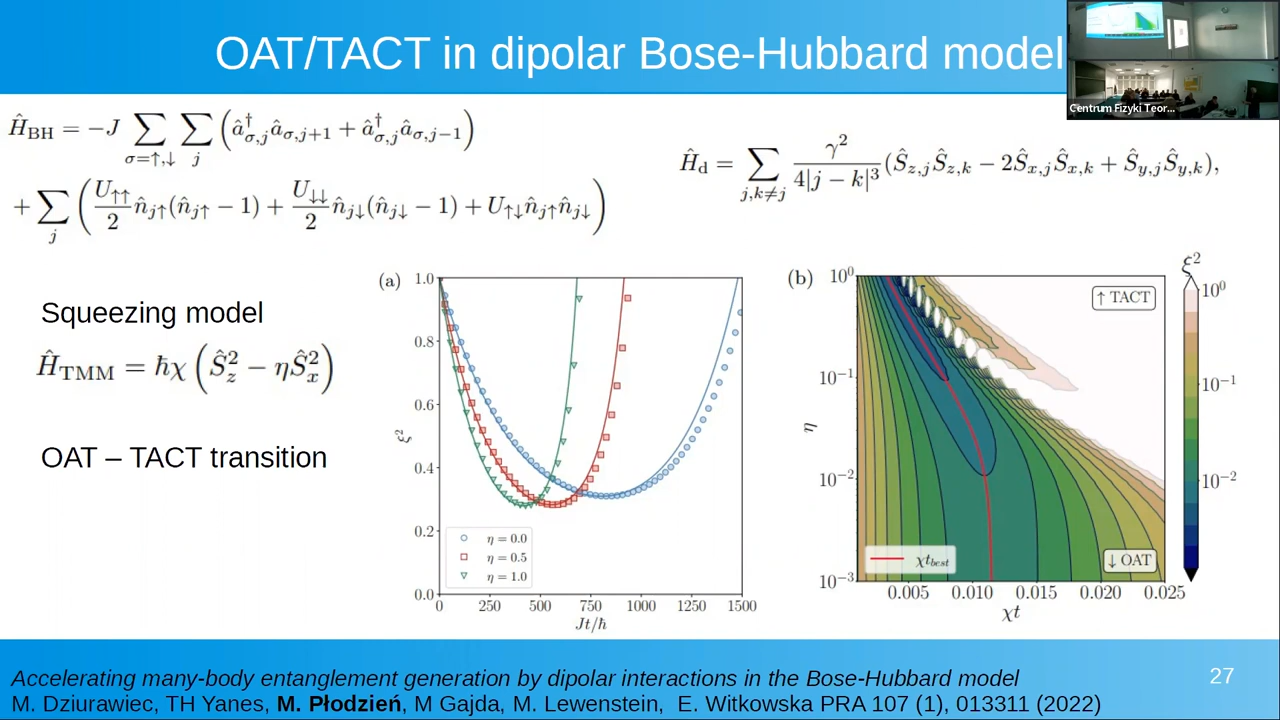 OAT/TACT in dipolar Bose-Hubbard model
Centrum Fizyki Teor...
Ĥ_BH = −J ∑_{σ=↑,↓} ∑_j (â†_{σ,j} â_{σ,j+1} + â†_{σ,j} â_{σ,j−1})
+ ∑_j (U_↑↑/2 n̂_{j↑}(n̂_{j↑} − 1) + U_↓↓/2 n̂_{j↓}(n̂_{j↓} − 1) + U_↑↓ n̂_{j↑} n̂_{j↓})
Ĥ_d = ∑_{j,k≠j} γ²/4|j − k|³ (Ŝ_{z,j}Ŝ_{z,k} − 2Ŝ_{x,j}Ŝ_{x,k} + Ŝ_{y,j}Ŝ_{y,k}),
Squeezing model
Ĥ_TMM = ħχ (Ŝ_z² − ηŜ_x²)
OAT – TACT transition
(a)
1.0
0.8
0.6
0.4
0.2
0.0
ξ²
η = 0.0
η = 0.5
η = 1.0
0 250 500 750 1000 1250 1500
Jt/ħ
(b)
10⁰
10⁻¹
10⁻²
10⁻³
η
↑ TACT
χt_best
↓ OAT
0.005 0.010 0.015 0.020 0.025
χt
ξ²
10⁰
10⁻¹
10⁻²
Accelerating many-body entanglement generation by dipolar interactions in the Bose-Hubbard model
M. Dziurawiec, TH Yanes, M. Płodzień, M Gajda, M. Lewenstein, E. Witkowska PRA 107 (1), 013311 (2022)
27